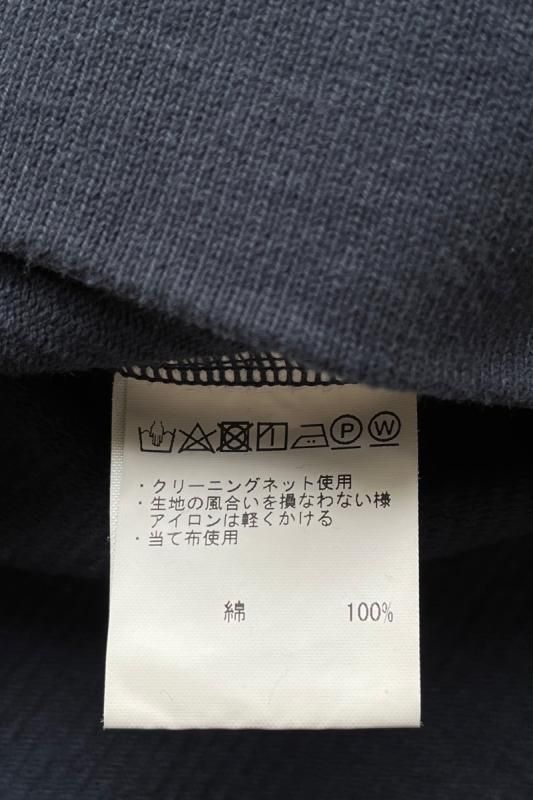 P W
・クリーニングネット使用
・生地の風合いを損なわない様
アイロンは軽くかける
・当て布使用
綿 100%